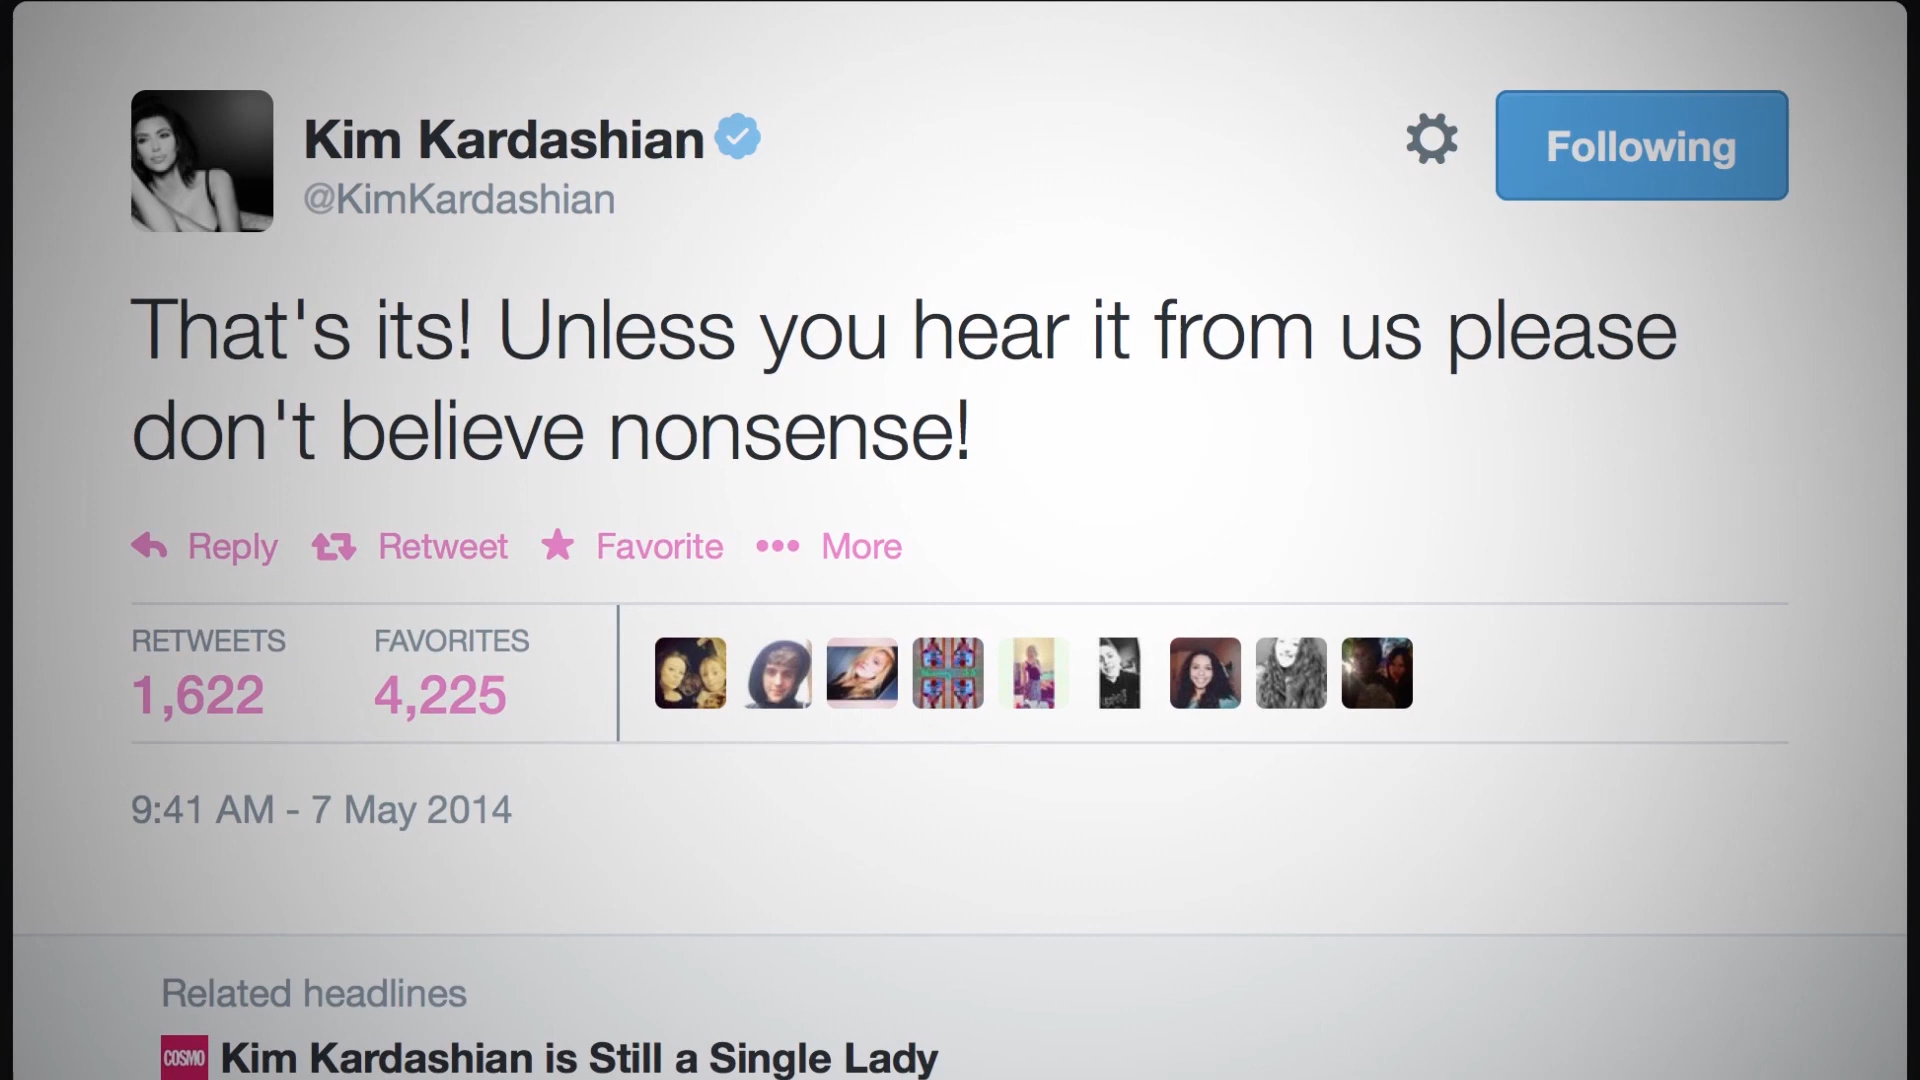 Kim Kardashian
@KimKardashian
Following
That's its! Unless you hear it from us please
don't believe nonsense!
Reply Retweet Favorite More
RETWEETS FAVORITES
1,622 4,225
9:41 AM - 7 May 2014
Related headlines
COSMO Kim Kardashian is Still a Single Lady